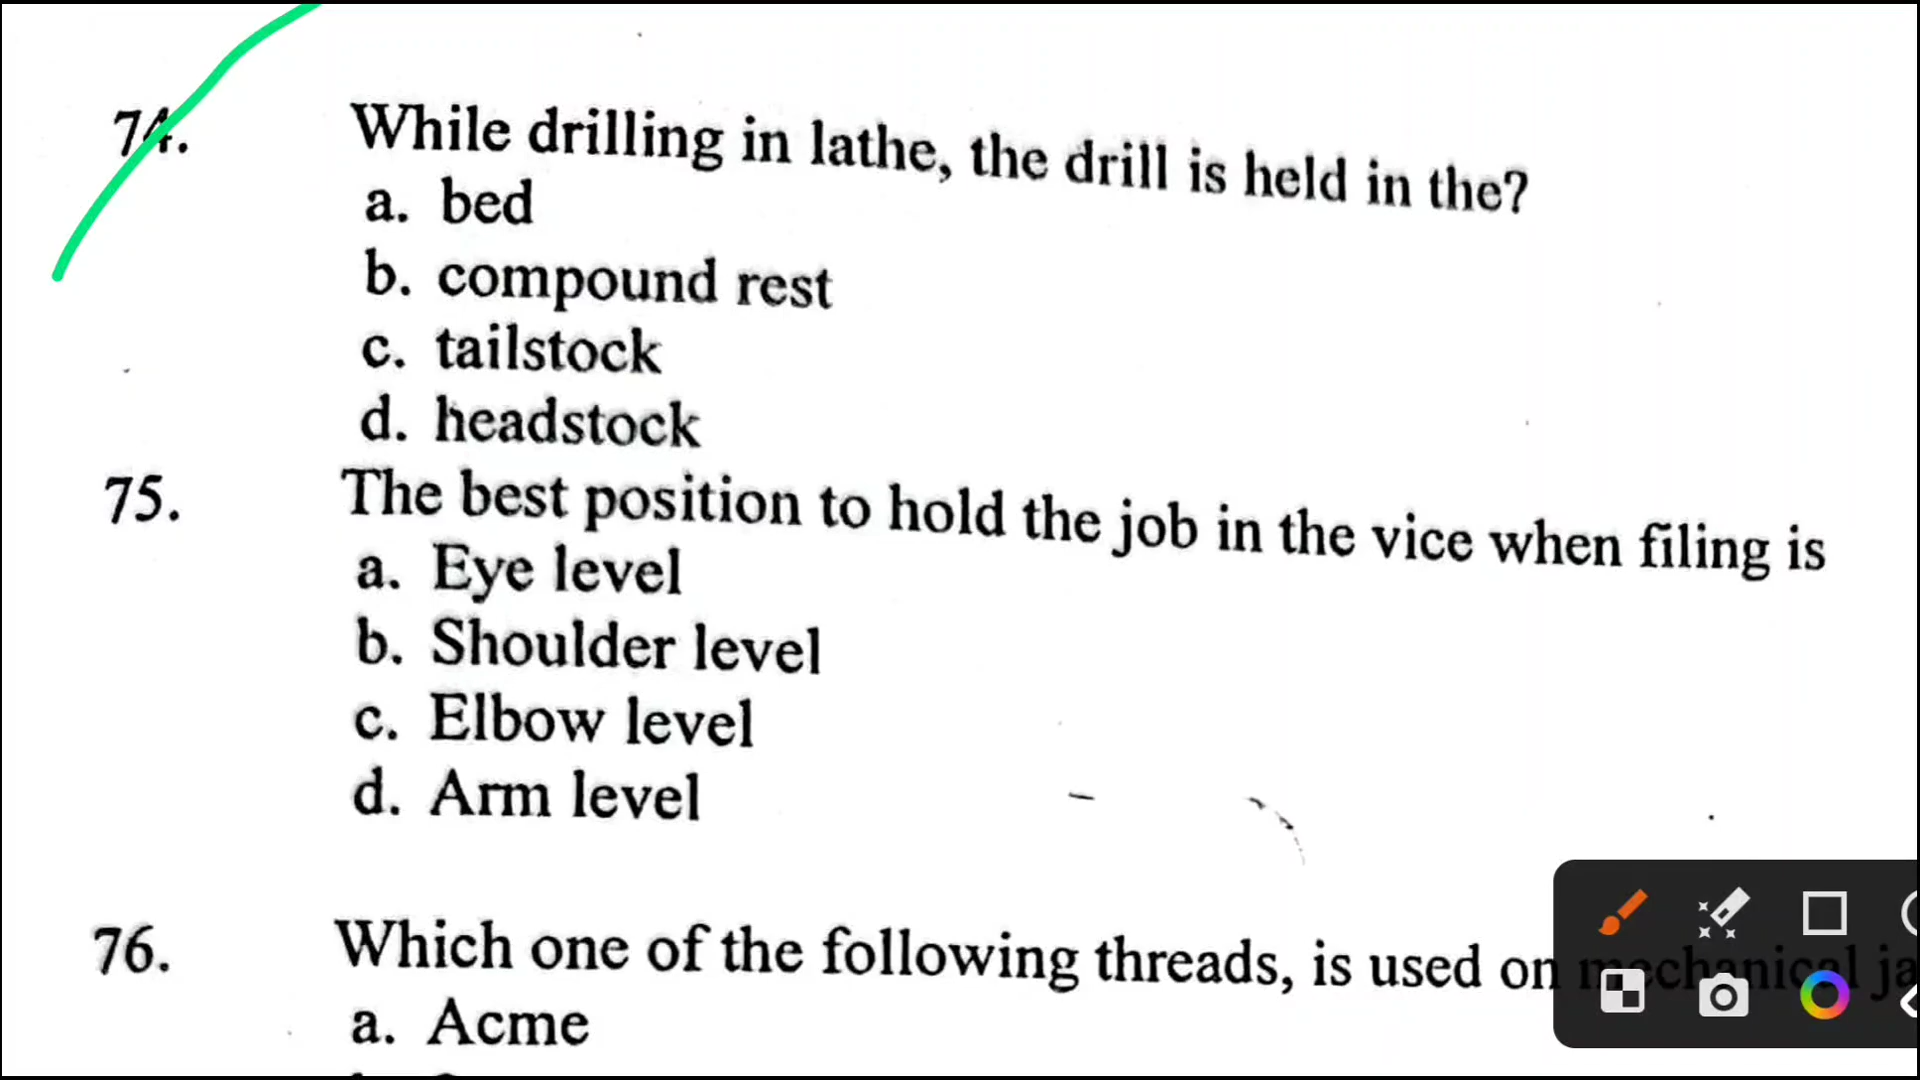 74. While drilling in lathe, the drill is held in the?
a. bed
b. compound rest
c. tailstock
d. headstock
75. The best position to hold the job in the vice when filing is
a. Eye level
b. Shoulder level
c. Elbow level
d. Arm level
76. Which one of the following threads, is used on mechanical
a. Acme